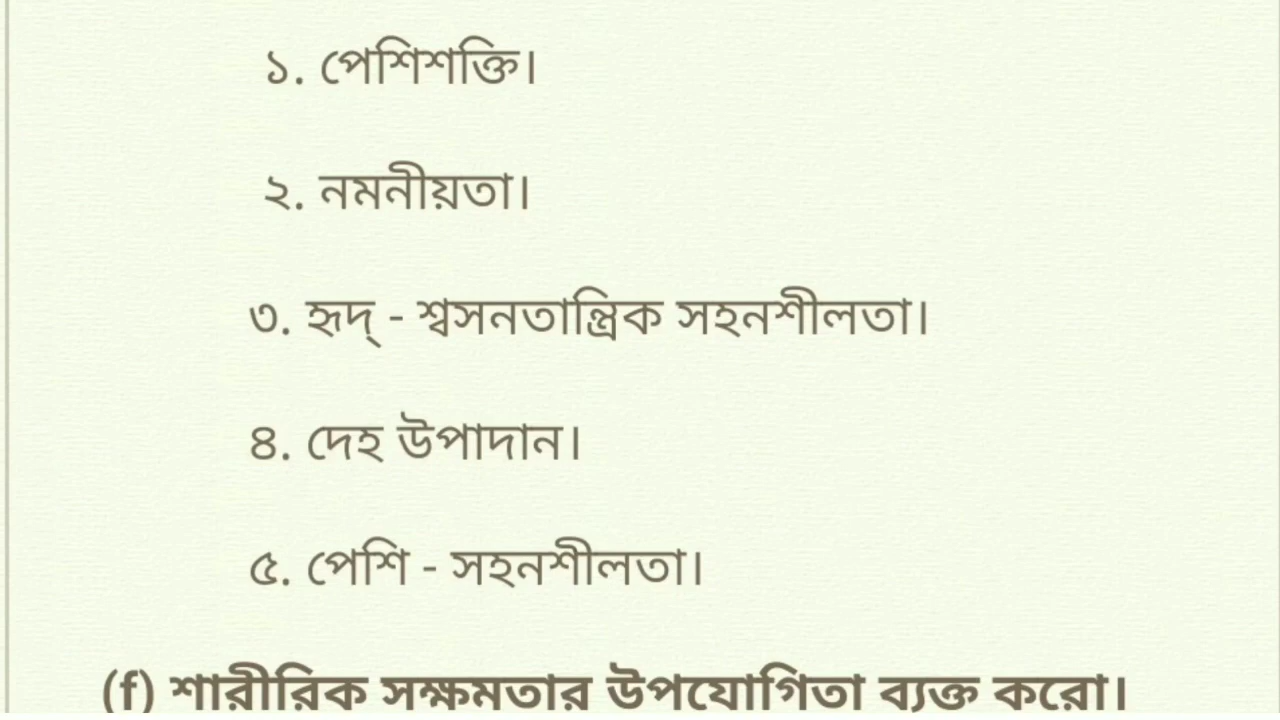 ১. পেশিশক্তি।
২. নমনীয়তা।
৩. হৃদ্ - শ্বসনতান্ত্রিক সহনশীলতা।
৪. দেহ উপাদান।
৫. পেশি - সহনশীলতা।
(f) শারীরিক সক্ষমতার উপযোগিতা ব্যক্ত করো।